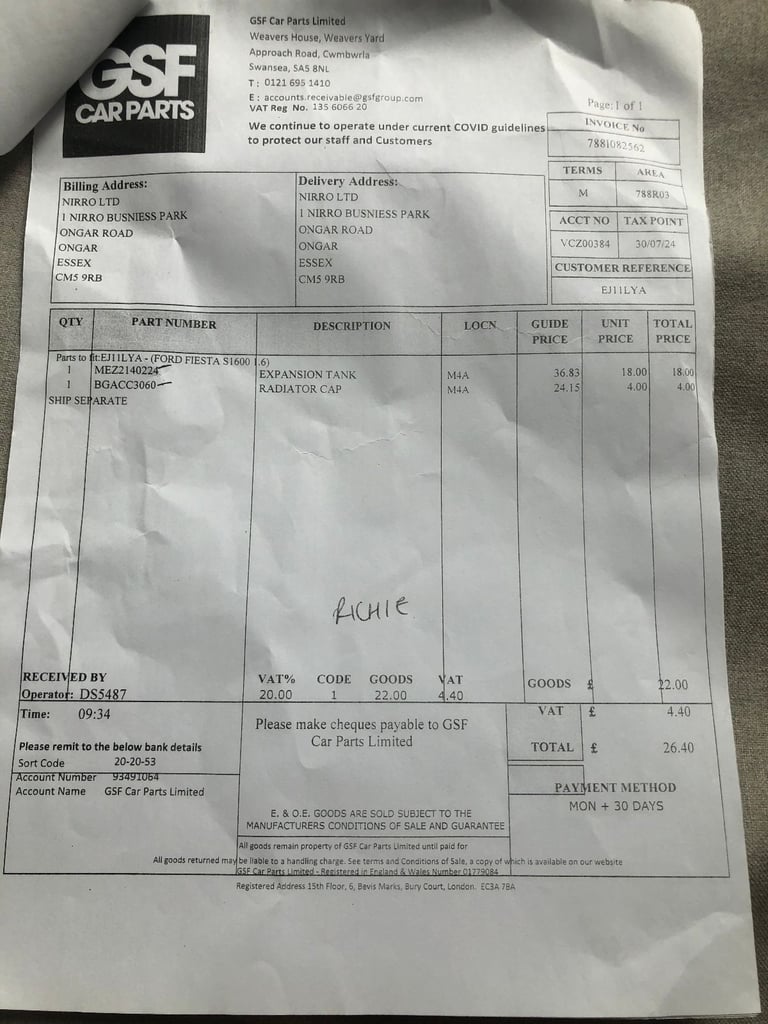 GSF
CAR PARTS
GSF Car Parts Limited
Weavers House, Weavers Yard
Approach Road, Cwmbwrla
Swansea, SA5 8NL
T: 0121 695 1410
E: accounts.receivable@gsfgroup.com
VAT Reg No. 135 6066 20
We continue to operate under current COVID guidelines
to protect our staff and Customers
Page: 1 of 1
INVOICE No
7881082562
TERMS AREA
M 788R03
ACCT NO TAX POINT
VCZ00384 30/07/24
CUSTOMER REFERENCE
EJ11LYA
Billing Address:
NIRRO LTD
1 NIRRO BUSNIESS PARK
ONGAR ROAD
ONGAR
ESSEX
CM5 9RB
Delivery Address:
NIRRO LTD
1 NIRRO BUSNIESS PARK
ONGAR ROAD
ONGAR
ESSEX
CM5 9RB
QTY PART NUMBER DESCRIPTION LOCN GUIDE PRICE UNIT PRICE TOTAL PRICE
Parts to fit:EJ11LYA - (FORD FIESTA S1600 1.6)
1 MEZ2140224 EXPANSION TANK M4A 36.83 18.00 18.00
1 BGACC3060 RADIATOR CAP M4A 24.15 4.00 4.00
SHIP SEPARATE
RICHIE
RECEIVED BY
Operator: DS5487
VAT% CODE GOODS VAT
20.00 1 22.00 4.40
GOODS £ 22.00
VAT £ 4.40
TOTAL £ 26.40
Time: 09:34
Please make cheques payable to GSF
Car Parts Limited
Please remit to the below bank details
Sort Code 20-20-53
Account Number 93491064
Account Name GSF Car Parts Limited
PAYMENT METHOD
MON + 30 DAYS
E. & O.E. GOODS ARE SOLD SUBJECT TO THE
MANUFACTURERS CONDITIONS OF SALE AND GUARANTEE
All goods remain property of GSF Car Parts Limited until paid for
All goods returned may be liable to a handling charge. See terms and Conditions of Sale, a copy of which is available on our website
GSF Car Parts Limited - Registered in England & Wales Number 01779084
Registered Address 15th Floor, 6, Bevis Marks, Bury Court, London. EC3A 7BA